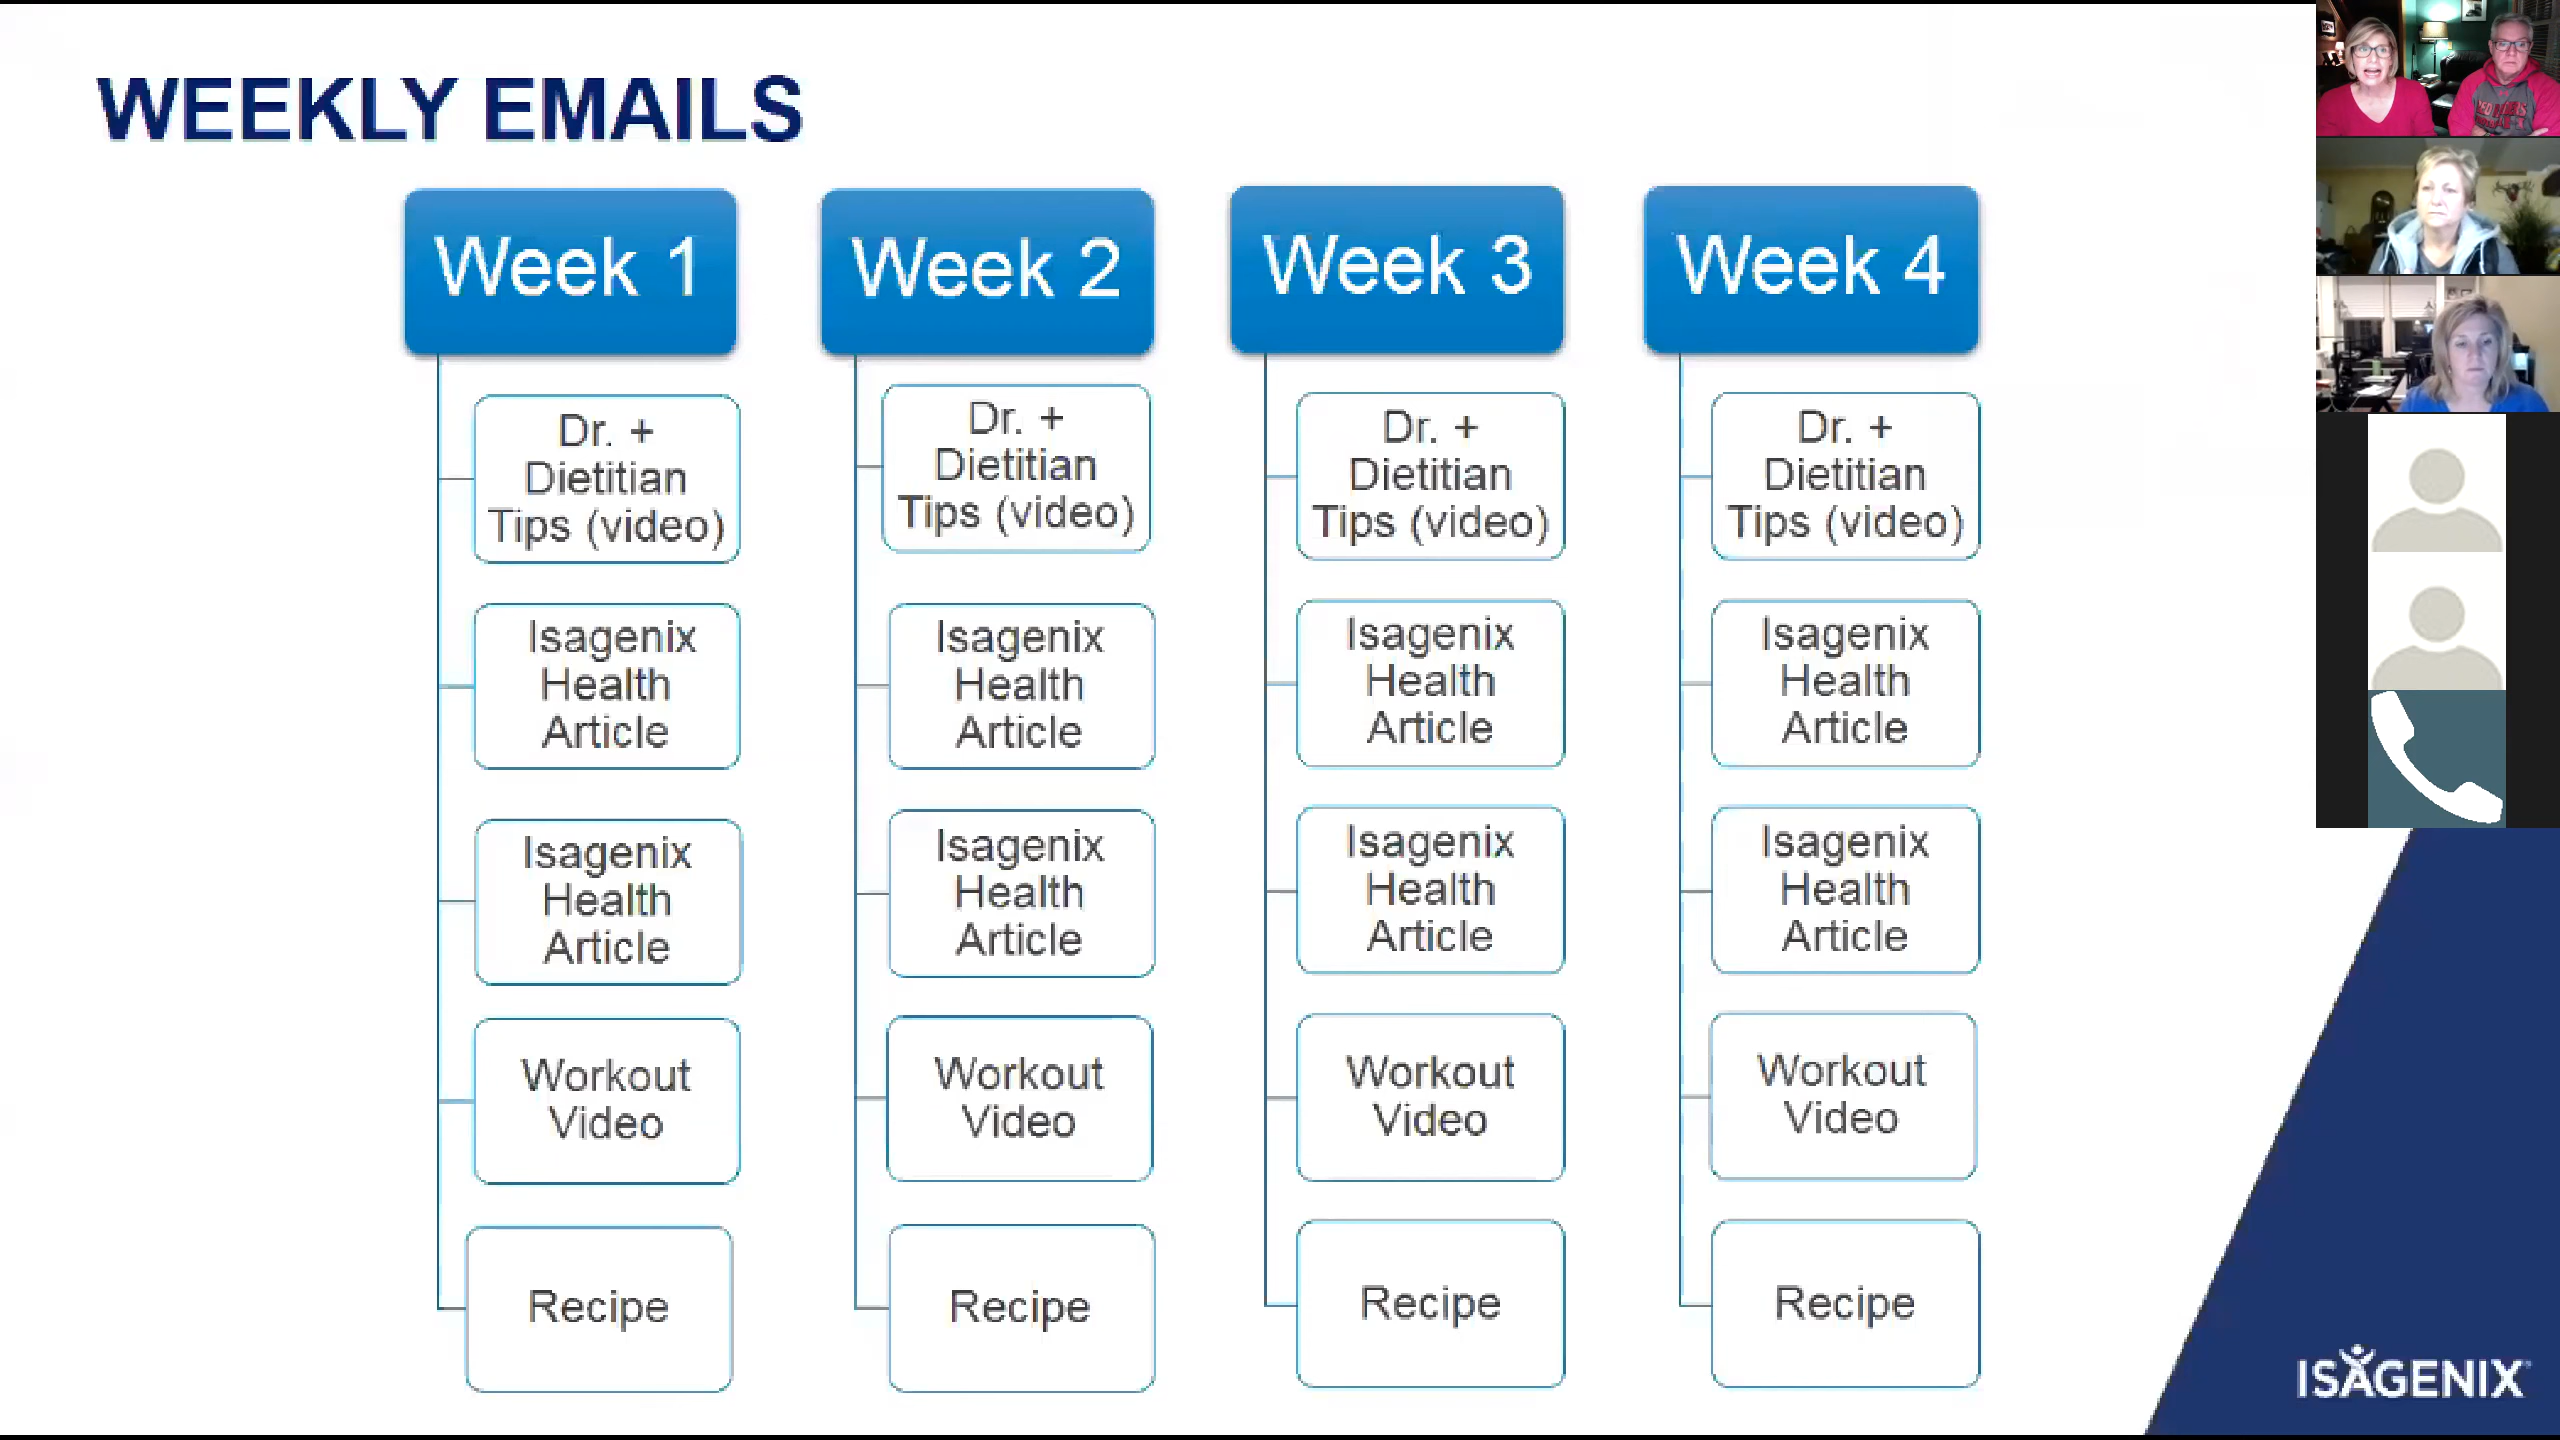 WEEKLY EMAILS
Week 1
Dr. +
Dietitian
Tips (video)
Isagenix
Health
Article
Isagenix
Health
Article
Workout
Video
Recipe
Week 2
Dr. +
Dietitian
Tips (video)
Isagenix
Health
Article
Isagenix
Health
Article
Workout
Video
Recipe
Week 3
Dr. +
Dietitian
Tips (video)
Isagenix
Health
Article
Isagenix
Health
Article
Workout
Video
Recipe
Week 4
Dr. +
Dietitian
Tips (video)
Isagenix
Health
Article
Isagenix
Health
Article
Workout
Video
Recipe
ISAGENIX